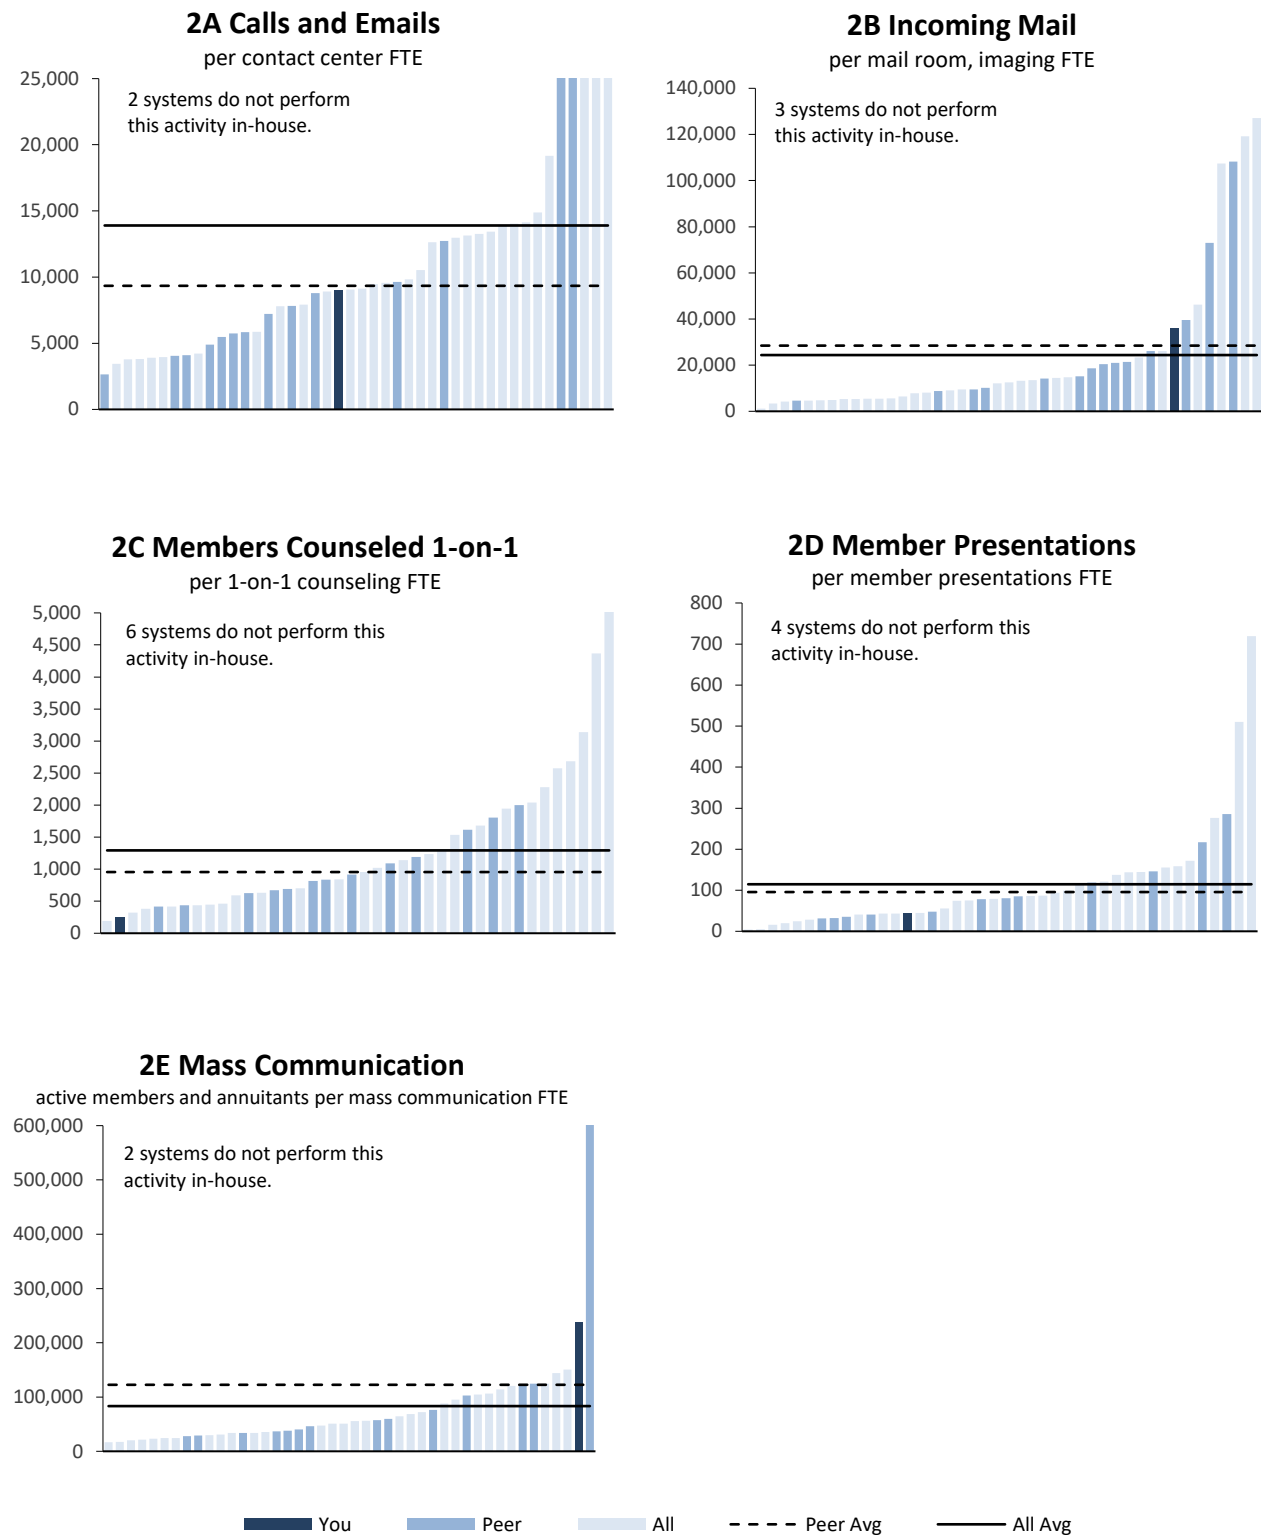 2A Calls and Emails
per contact center FTE
25,000
20,000
15,000
10,000
5,000
0
2 systems do not perform
this activity in-house.
2B Incoming Mail
per mail room, imaging FTE
140,000
120,000
100,000
80,000
60,000
40,000
20,000
0
3 systems do not perform
this activity in-house.
2C Members Counseled 1-on-1
per 1-on-1 counseling FTE
5,000
4,500
4,000
3,500
3,000
2,500
2,000
1,500
1,000
500
0
6 systems do not perform this
activity in-house.
2D Member Presentations
per member presentations FTE
800
700
600
500
400
300
200
100
0
4 systems do not perform this
activity in-house.
2E Mass Communication
active members and annuitants per mass communication FTE
600,000
500,000
400,000
300,000
200,000
100,000
0
2 systems do not perform this
activity in-house.
You
Peer
All
Peer Avg
All Avg